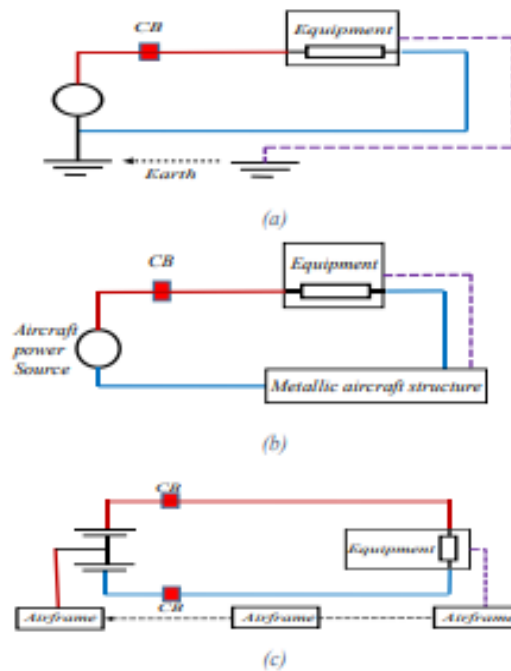 CB
Equipment
Earth
(a)
CB
Equipment
Aircraft
power
Source
Metallic aircraft structure
(b)
CB
Equipment
CB
Airframe
Airframe
Airframe
(c)